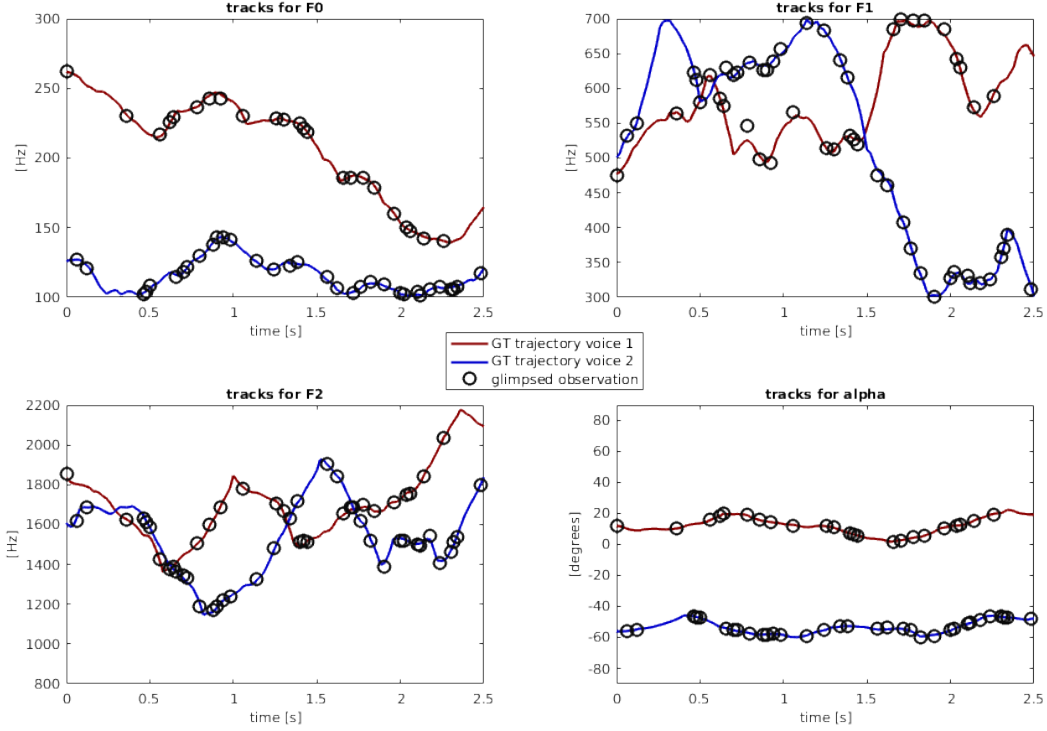 tracks for F0
300
250
200
150
100
[Hz]
0 0.5 1 1.5 2 2.5
time [s]
tracks for F1
700
650
600
550
500
450
400
350
300
[Hz]
0 0.5 1 1.5 2 2.5
time [s]
GT trajectory voice 1
GT trajectory voice 2
glimpsed observation
tracks for F2
2200
2000
1800
1600
1400
1200
1000
800
[Hz]
0 0.5 1 1.5 2 2.5
time [s]
tracks for alpha
80
60
40
20
0
-20
-40
-60
-80
[degrees]
0 0.5 1 1.5 2 2.5
time [s]